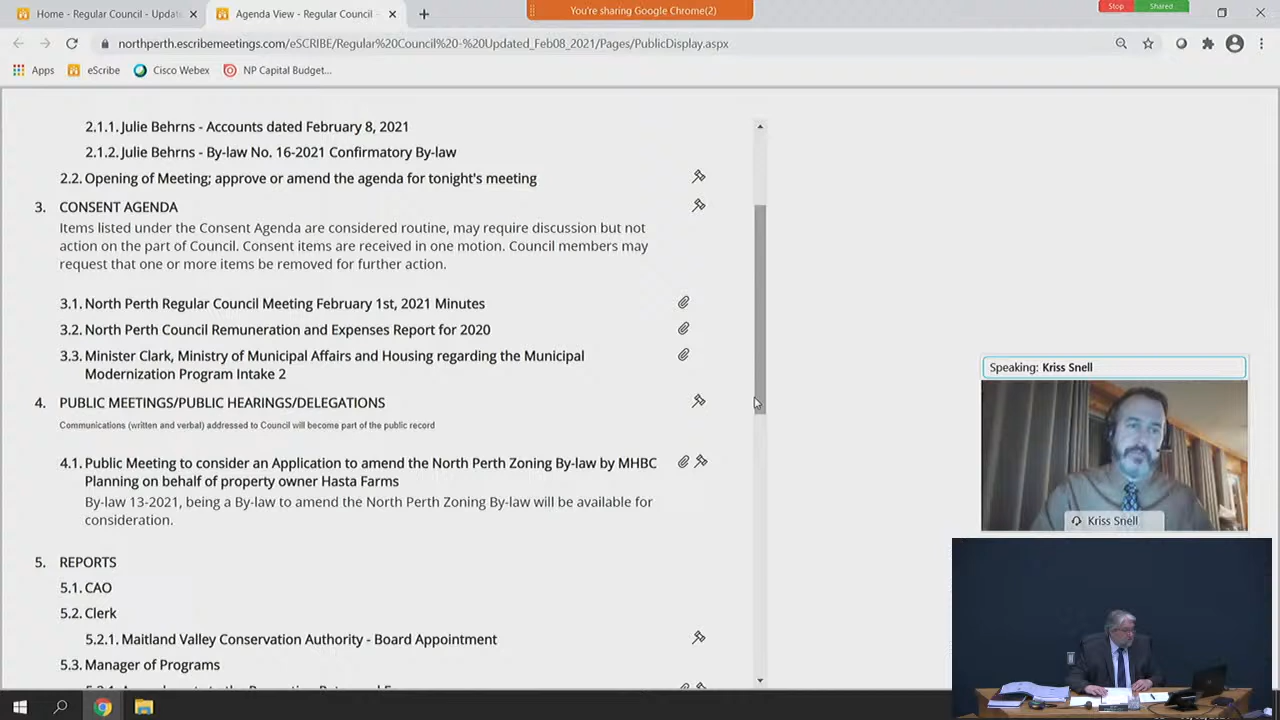 Home - Regular Council - Updat
Agenda View - Regular Council -
You're sharing Google Chrome(2)
Stop
Shared
northperth.escribemeetings.com/eSCRIBE/Regular%20Council%20-%20Updated_Feb08_2021/Pages/PublicDisplay.aspx
Apps
eScribe
Cisco Webex
NP Capital Budget...
2.1.1. Julie Behrns - Accounts dated February 8, 2021
2.1.2. Julie Behrns - By-law No. 16-2021 Confirmatory By-law
2.2. Opening of Meeting; approve or amend the agenda for tonight's meeting
3. CONSENT AGENDA
Items listed under the Consent Agenda are considered routine, may require discussion but not
action on the part of Council. Consent items are received in one motion. Council members may
request that one or more items be removed for further action.
3.1. North Perth Regular Council Meeting February 1st, 2021 Minutes
3.2. North Perth Council Remuneration and Expenses Report for 2020
3.3. Minister Clark, Ministry of Municipal Affairs and Housing regarding the Municipal
Modernization Program Intake 2
4. PUBLIC MEETINGS/PUBLIC HEARINGS/DELEGATIONS
Communications (written and verbal) addressed to Council will become part of the public record
4.1. Public Meeting to consider an Application to amend the North Perth Zoning By-law by MHBC
Planning on behalf of property owner Hasta Farms
By-law 13-2021, being a By-law to amend the North Perth Zoning By-law will be available for
consideration.
5. REPORTS
5.1. CAO
5.2. Clerk
5.2.1. Maitland Valley Conservation Authority - Board Appointment
5.3. Manager of Programs
Speaking: Kriss Snell
Kriss Snell